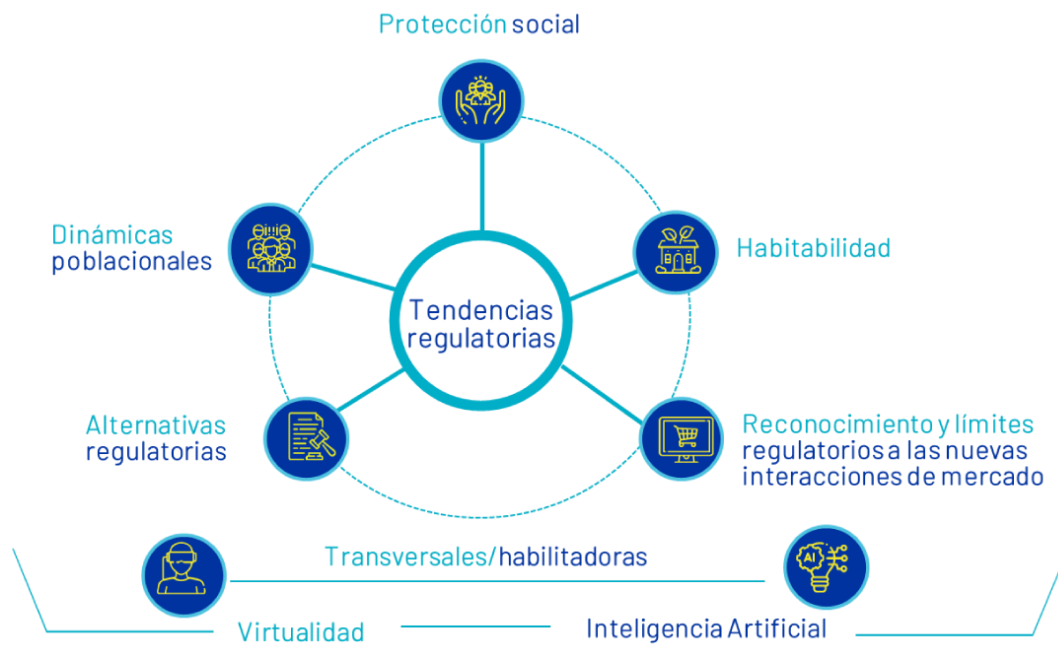 Protección social
Dinámicas
poblacionales
Habitabilidad
Tendencias
regulatorias
Alternativas
regulatorias
Reconocimiento y límites
regulatorios a las nuevas
interacciones de mercado
Transversales/habilitadoras
AI
Virtualidad
Inteligencia Artificial